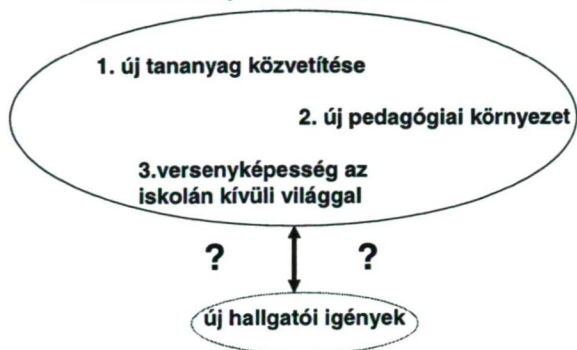 1. új tananyag közvetítése
2. új pedagógiai környezet
3.versenyképesség az
iskolán kívüli világgal
? ?
új hallgatói igények